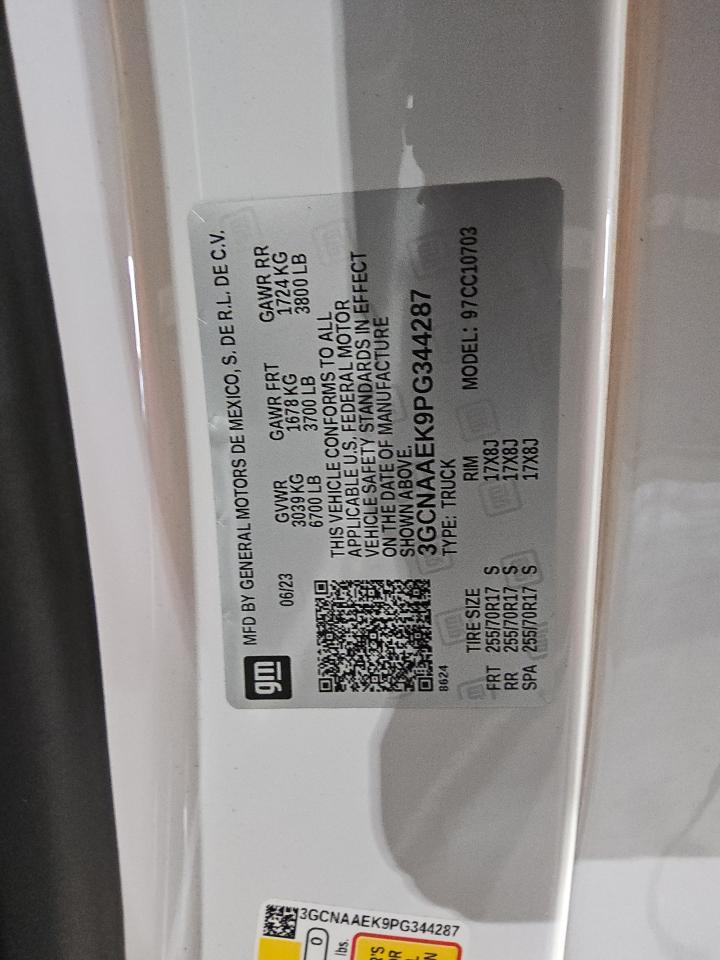 gm
MFD BY GENERAL MOTORS DE MEXICO, S. DE R.L. DE C.V.
06/23
GVWR GAWR FRT GAWR RR
3039 KG 1678 KG 1724 KG
6700 LB 3700 LB 3800 LB
THIS VEHICLE CONFORMS TO ALL
APPLICABLE U.S. FEDERAL MOTOR
VEHICLE SAFETY STANDARDS IN EFFECT
ON THE DATE OF MANUFACTURE
SHOWN ABOVE.
3GCNAAEK9PG344287
8624
TYPE: TRUCK MODEL: 97CC10703
TIRE SIZE RIM
FRT 255/70R17 S 17X8J
RR 255/70R17 S 17X8J
SPA 255/70R17 S 17X8J
3GCNAAEK9PG344287
0
lbs.